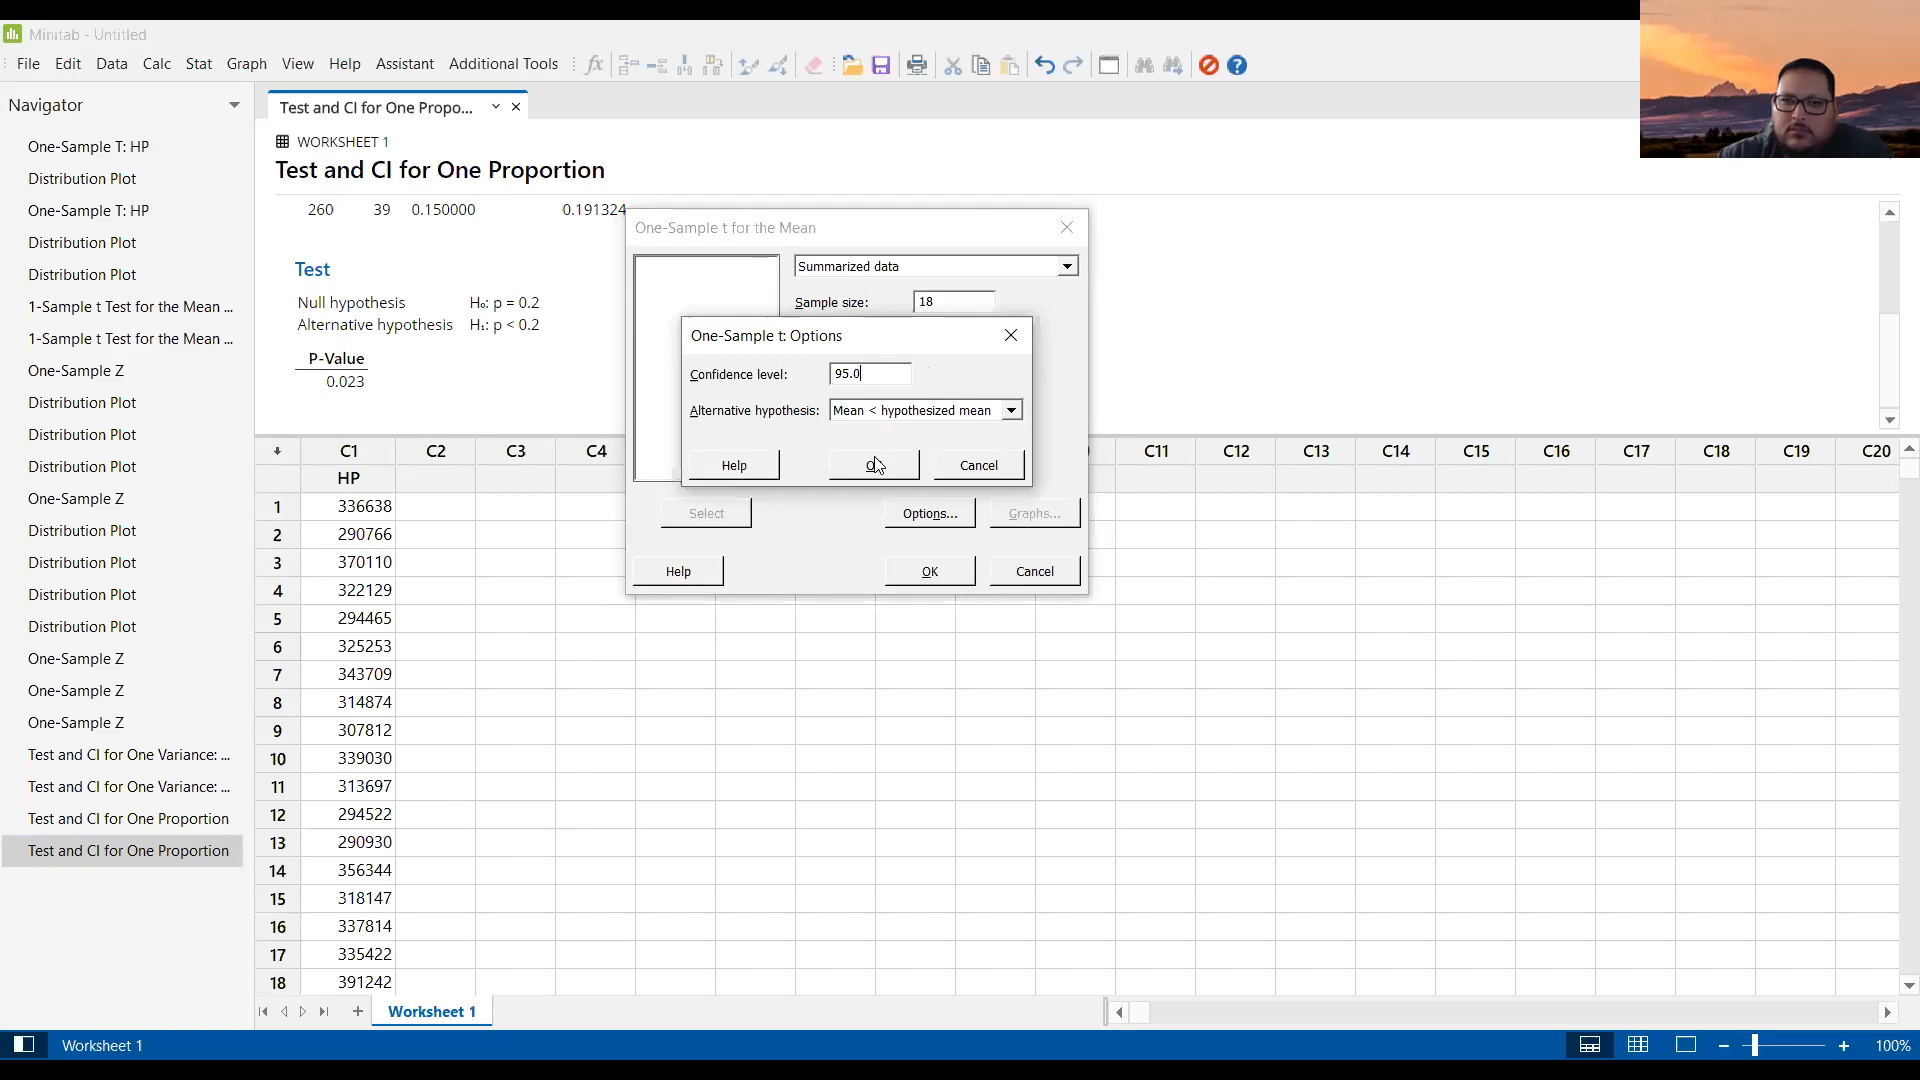 Minitab - Untitled
File Edit Data Calc Stat Graph View Help Assistant Additional Tools
Navigator
One-Sample T: HP
Distribution Plot
One-Sample T: HP
Distribution Plot
Distribution Plot
1-Sample t Test for the Mean ...
1-Sample t Test for the Mean ...
One-Sample Z
Distribution Plot
Distribution Plot
Distribution Plot
One-Sample Z
Distribution Plot
Distribution Plot
Distribution Plot
Distribution Plot
One-Sample Z
One-Sample Z
One-Sample Z
Test and CI for One Variance: ...
Test and CI for One Variance: ...
Test and CI for One Proportion
Test and CI for One Proportion
Test and CI for One Propo...
WORKSHEET 1
Test and CI for One Proportion
260 39 0.150000 0.191324
Test
Null hypothesis H₀: p = 0.2
Alternative hypothesis H₁: p < 0.2
P-Value
0.023
One-Sample t for the Mean
Summarized data
Sample size: 18
One-Sample t: Options
Confidence level: 95.0
Alternative hypothesis: Mean < hypothesized mean
Help Cancel
Select Options... Graphs...
Help OK Cancel
C1 C2 C3 C4 C11 C12 C13 C14 C15 C16 C17 C18 C19 C20
HP
1 336638
2 290766
3 370110
4 322129
5 294465
6 325253
7 343709
8 314874
9 307812
10 339030
11 313697
12 294522
13 290930
14 356344
15 318147
16 337814
17 335422
18 391242
Worksheet 1
Worksheet 1
100%